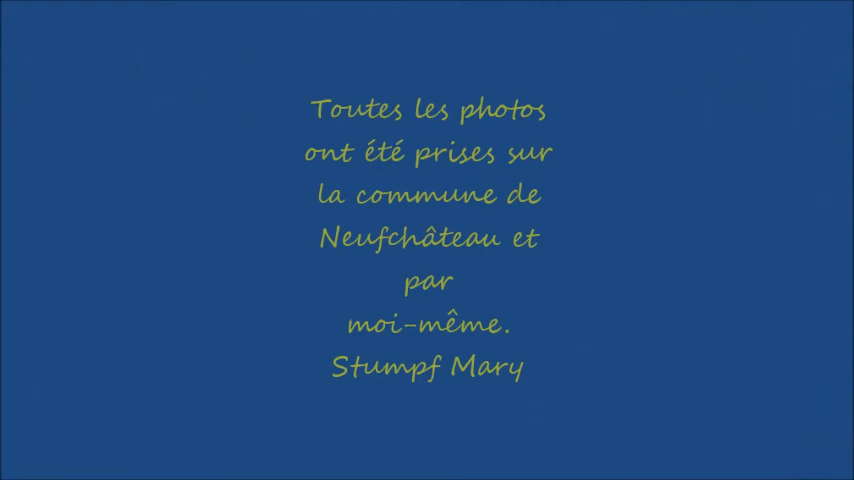 Toutes les photos
ont été prises sur
la commune de
Neufchâteau et
par
moi-même.
Stumpf Mary